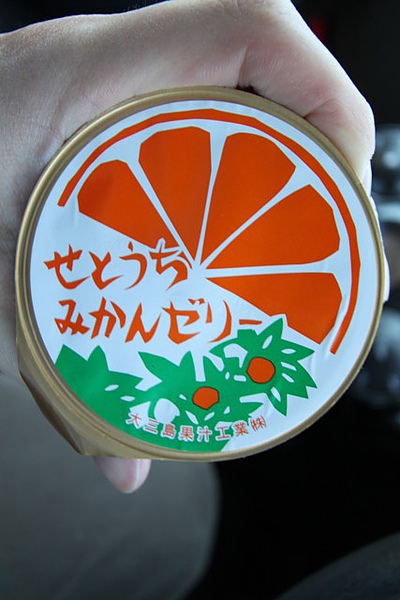 せとうち
みかんゼリー
大三島果汁工業㈱